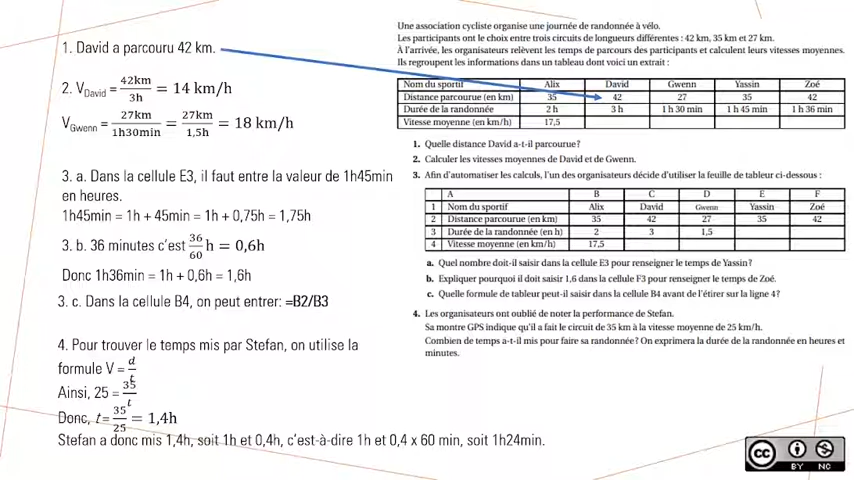 1. David a parcouru 42 km.
2. V_David = 42km/3h = 14 km/h
V_Gwenn = 27km/1h30min = 27km/1,5h = 18 km/h
3. a. Dans la cellule E3, il faut entre la valeur de 1h45min
en heures.
1h45min = 1h + 45min = 1h + 0,75h = 1,75h
3. b. 36 minutes c'est 36/60 h = 0,6h
Donc 1h36min = 1h + 0,6h = 1,6h
3. c. Dans la cellule B4, on peut entrer: =B2/B3
4. Pour trouver le temps mis par Stefan, on utilise la
formule V = d/t
Ainsi, 25 = 35/t
Donc, t = 35/25 = 1,4h
Stefan a donc mis 1,4h, soit 1h et 0,4h, c'est-à-dire 1h et 0,4 x 60 min, soit 1h24min.
Une association cycliste organise une journée de randonnée à vélo.
Les participants ont le choix entre trois circuits de longueurs différentes : 42 km, 35 km et 27 km.
À l'arrivée, les organisateurs relèvent les temps de parcours des participants et calculent leurs vitesses moyennes.
Ils regroupent les informations dans un tableau dont voici un extrait :
Nom du sportif Alix David Gwenn Yassin Zoé
Distance parcourue (en km) 35 42 27 35 42
Durée de la randonnée 2 h 3 h 1 h 30 min 1 h 45 min 1 h 36 min
Vitesse moyenne (en km/h) 17,5
1. Quelle distance David a-t-il parcourue ?
2. Calculer les vitesses moyennes de David et de Gwenn.
3. Afin d'automatiser les calculs, l'un des organisateurs décide d'utiliser la feuille de tableur ci-dessous :
A B C D E F
1 Nom du sportif Alix David Gwenn Yassin Zoé
2 Distance parcourue (en km) 35 42 27 35 42
3 Durée de la randonnée (en h) 2 3 1,5
4 Vitesse moyenne (en km/h) 17,5
a. Quel nombre doit-il saisir dans la cellule E3 pour renseigner le temps de Yassin ?
b. Expliquer pourquoi il doit saisir 1,6 dans la cellule F3 pour renseigner le temps de Zoé.
c. Quelle formule de tableur peut-il saisir dans la cellule B4 avant de l'étirer sur la ligne 4 ?
4. Les organisateurs ont oublié de noter la performance de Stefan.
Sa montre GPS indique qu'il a fait le circuit de 35 km à la vitesse moyenne de 25 km/h.
Combien de temps a-t-il mis pour faire sa randonnée ? On exprimera la durée de la randonnée en heures et
minutes.
cc
BY NC